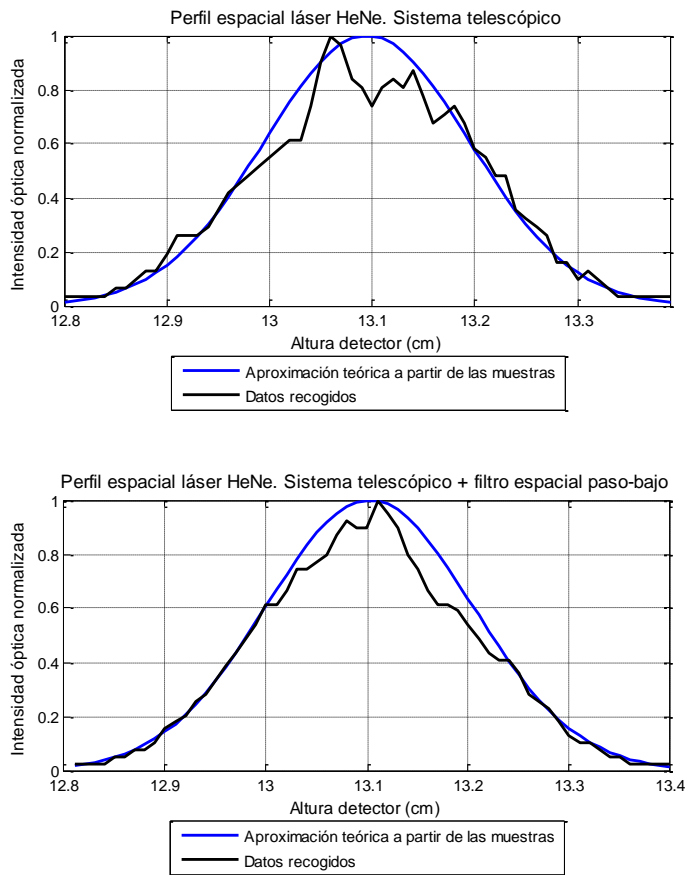 Perfil espacial láser HeNe. Sistema telescópico
Intensidad óptica normalizada
1
0.8
0.6
0.4
0.2
0
12.8 12.9 13 13.1 13.2 13.3
Altura detector (cm)
Aproximación teórica a partir de las muestras
Datos recogidos
Perfil espacial láser HeNe. Sistema telescópico + filtro espacial paso-bajo
Intensidad óptica normalizada
1
0.8
0.6
0.4
0.2
0
12.8 12.9 13 13.1 13.2 13.3 13.4
Altura detector (cm)
Aproximación teórica a partir de las muestras
Datos recogidos